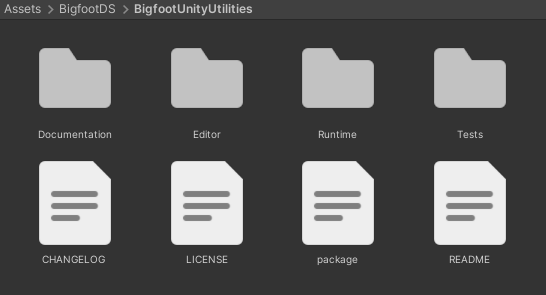 Assets > BigfootDS > BigfootUnityUtilities
Documentation Editor Runtime Tests
CHANGELOG LICENSE package README